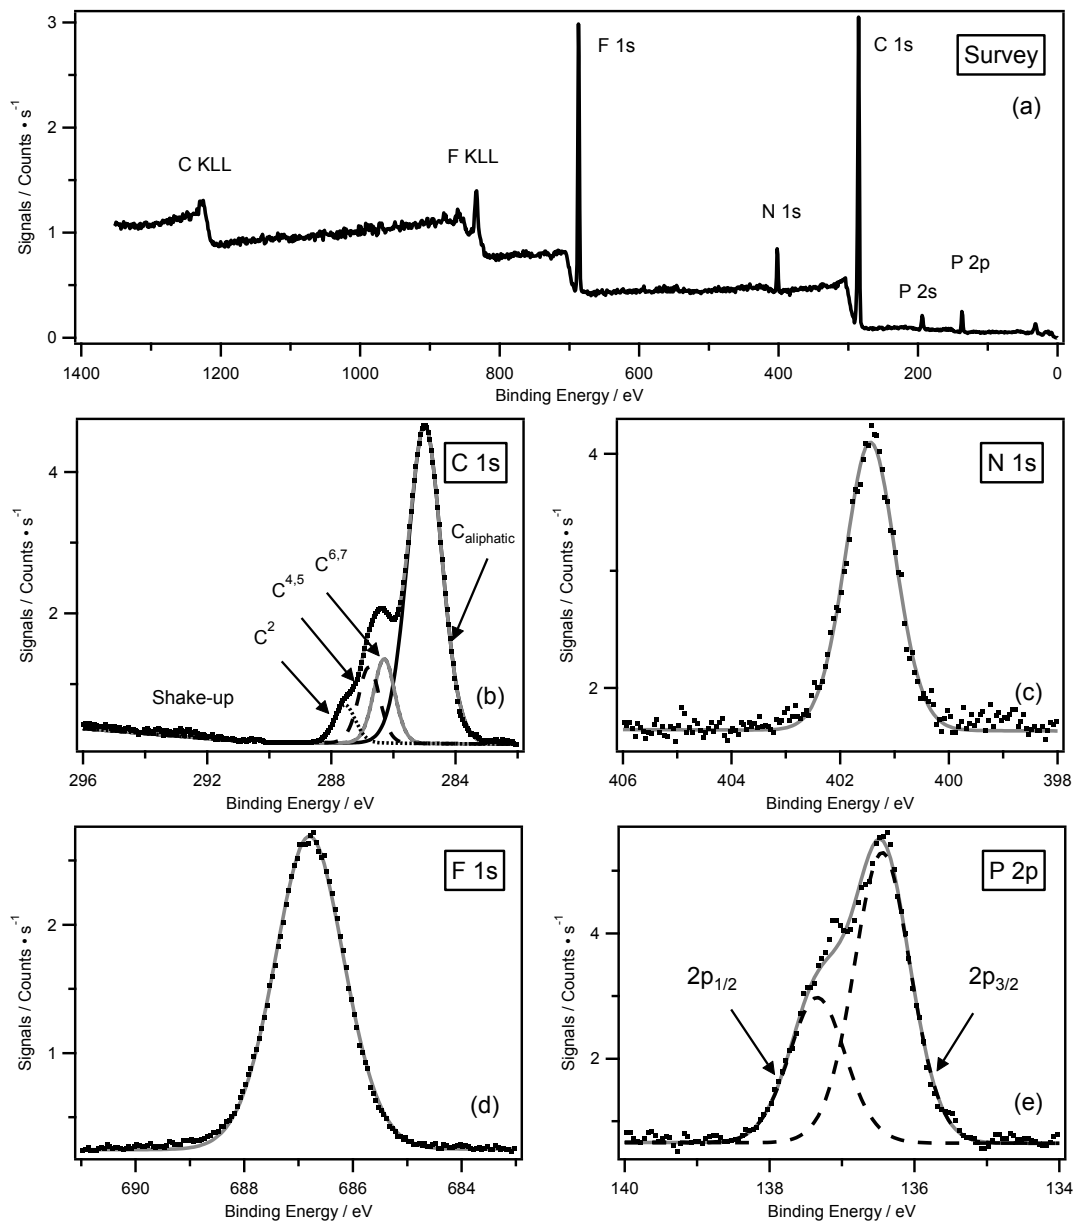 3
2
1
0
Signals / Counts • s⁻¹
C KLL
F KLL
F 1s
N 1s
C 1s
P 2s
P 2p
Survey
(a)
1400 1200 1000 800 600 400 200 0
Binding Energy / eV
4
2
Signals / Counts • s⁻¹
C 1s
C_aliphatic
C⁶,⁷
C⁴,⁵
C²
Shake-up
(b)
296 292 288 284
Binding Energy / eV
4
2
Signals / Counts • s⁻¹
N 1s
(c)
406 404 402 400 398
Binding Energy / eV
2
1
Signals / Counts • s⁻¹
F 1s
(d)
690 688 686 684
Binding Energy / eV
4
2
Signals / Counts • s⁻¹
P 2p
2p₁/₂
2p₃/₂
(e)
140 138 136 134
Binding Energy / eV